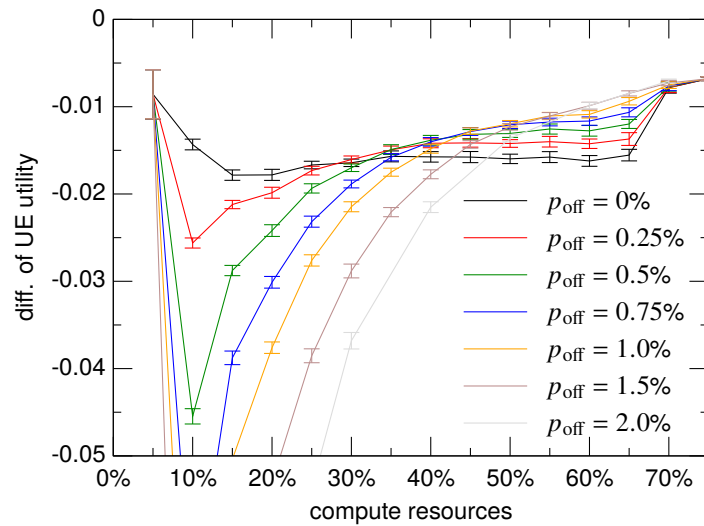 0
-0.01
-0.02
-0.03
-0.04
-0.05
diff. of UE utility
p_off = 0%
p_off = 0.25%
p_off = 0.5%
p_off = 0.75%
p_off = 1.0%
p_off = 1.5%
p_off = 2.0%
0% 10% 20% 30% 40% 50% 60% 70%
compute resources